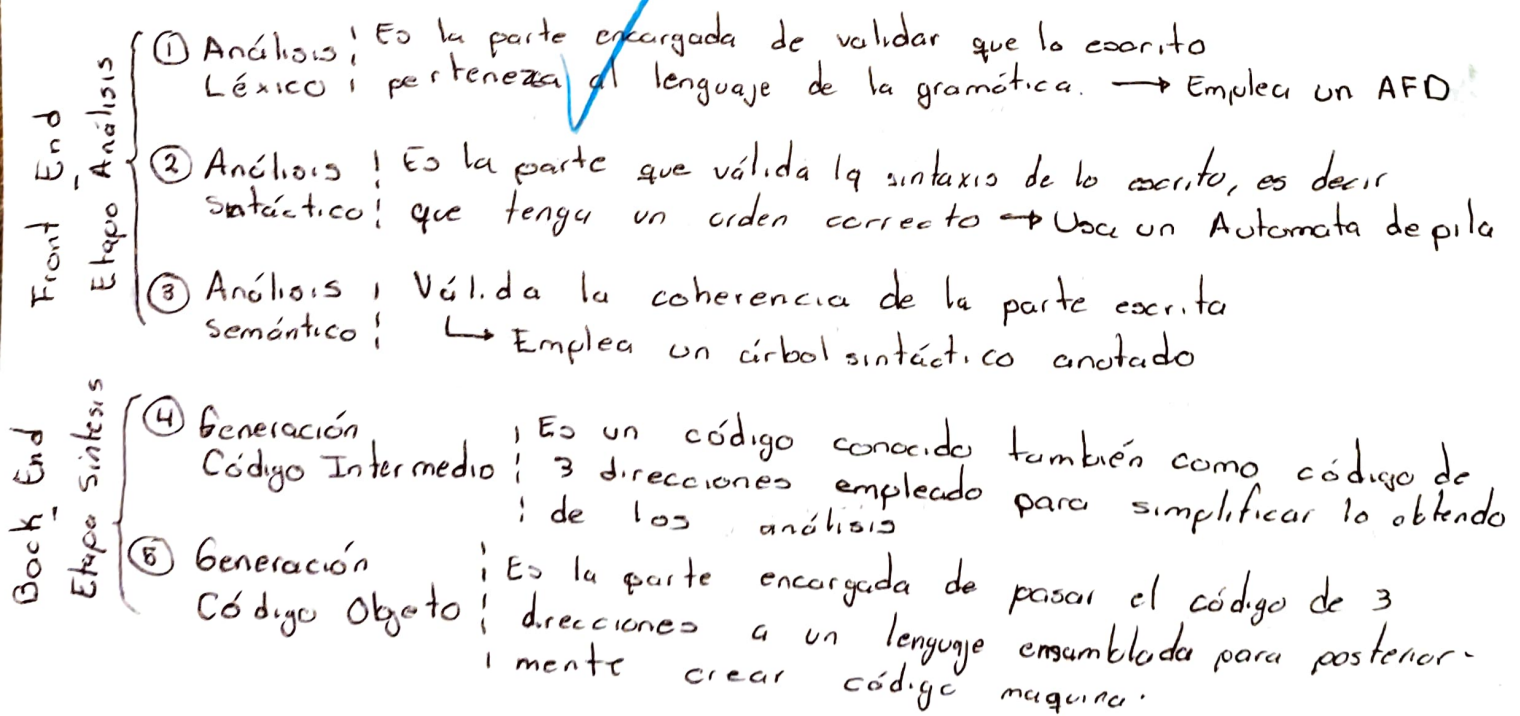 Front End
Etapa Análisis
① Análisis Es la parte encargada de validar que lo escrito
Léxico pertenezca al lenguaje de la gramática. → Emplea un AFD
② Análisis Es la parte que válida la sintaxis de lo escrito, es decir
sintáctico que tenga un orden correcto → Usa un Automata de pila
③ Análisis Válida la coherencia de la parte escrita
semántico ↳ Emplea un árbol sintáctico anotado
Back End
Etapa Síntesis
④ Generación Es un código conocido también como código de
Código Intermedio 3 direcciones empleado para simplificar lo obtendo
de los análisis
⑤ Generación Es la parte encargada de pasar el código de 3
Código Objeto direcciones a un lenguaje ensamblada para posterior-
mente crear código maquina.